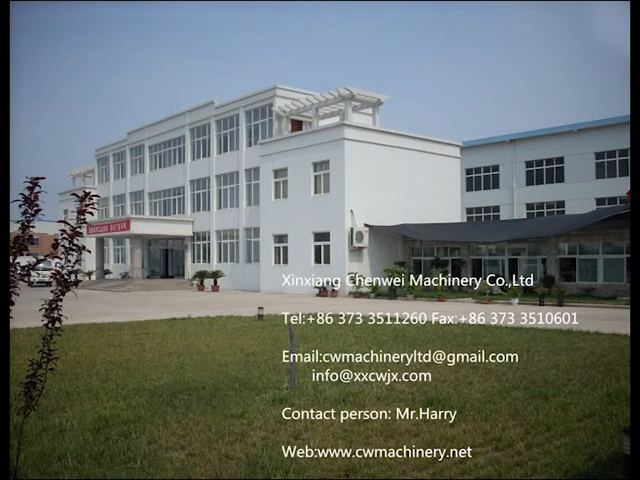 Xinxiang Chenwei Machinery Co.,Ltd
Tel:+86 373 3511260 Fax:+86 373 3510601
Email:cwmachineryltd@gmail.com
info@xxcwjx.com
Contact person: Mr.Harry
Web:www.cwmachinery.net